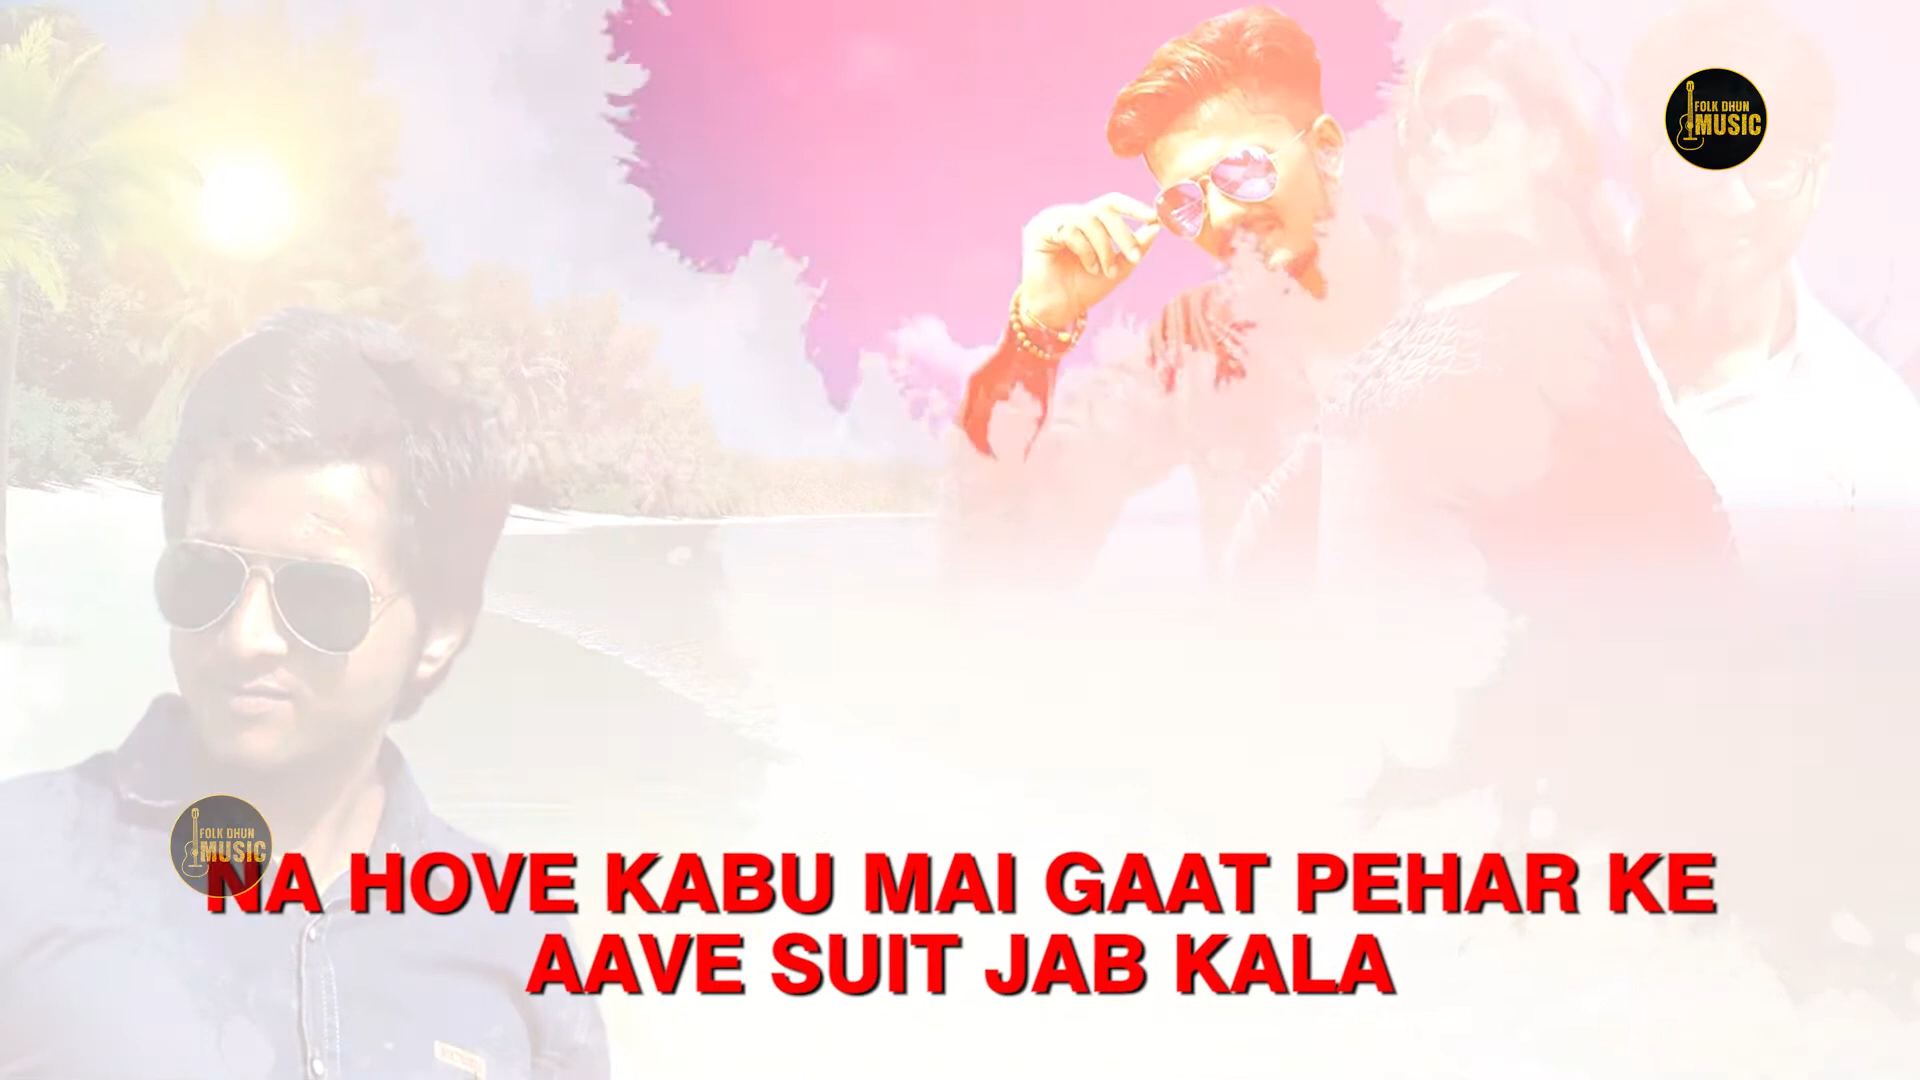 FOLK DHUN
MUSIC
FOLK DHUN
MUSIC
NA HOVE KABU MAI GAAT PEHAR KE
AAVE SUIT JAB KALA